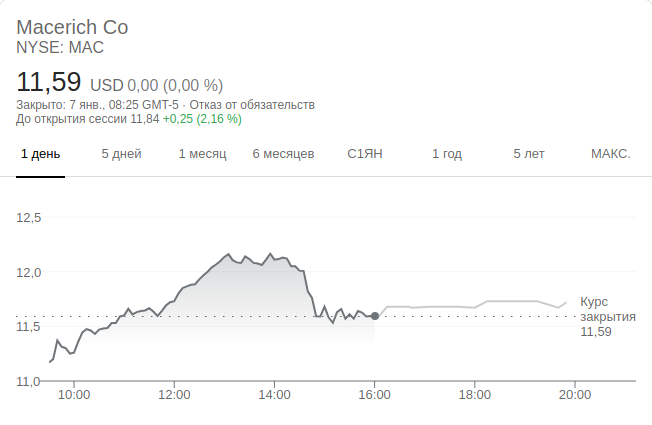 Macerich Co
NYSE: MAC
11,59 USD 0,00 (0,00 %)
Закрыто: 7 янв., 08:25 GMT-5 · Отказ от обязательств
До открытия сессии 11,84 +0,25 (2,16 %)
1 день 5 дней 1 месяц 6 месяцев С1ЯН 1 год 5 лет МАКС.
12,5
12,0
11,5
11,0
Курс
закрытия
11,59
10:00 12:00 14:00 16:00 18:00 20:00